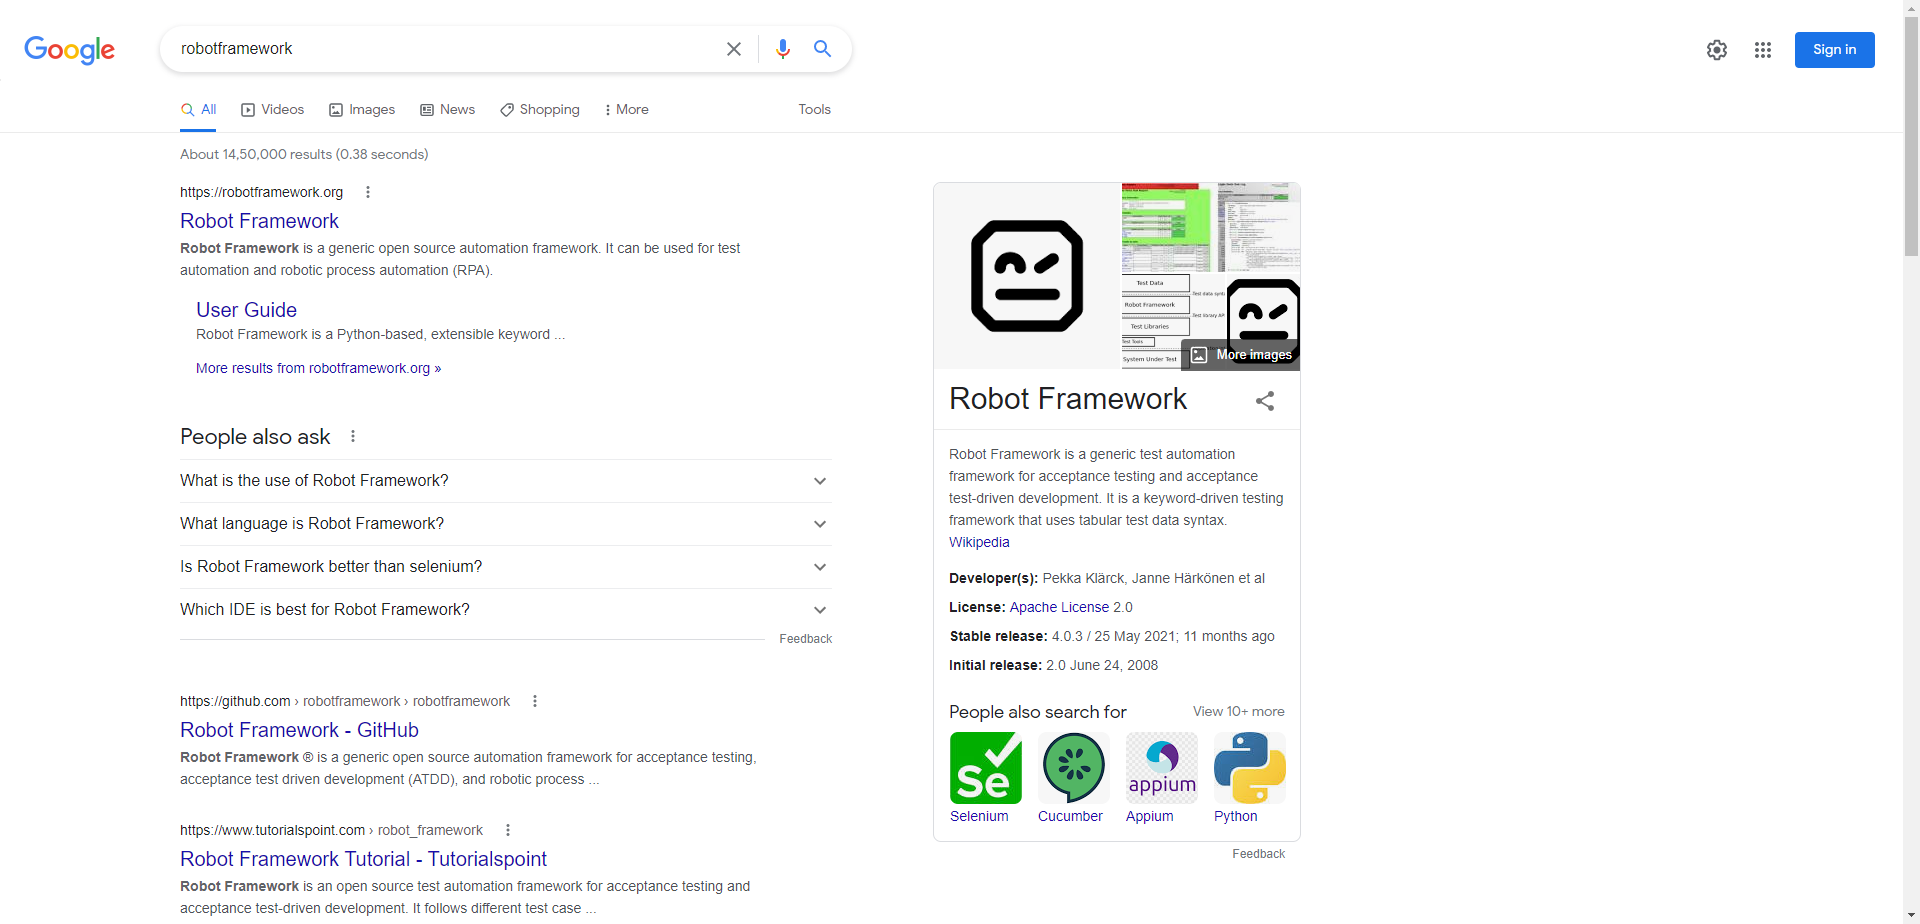 Google
robotframework
Sign in
All
Videos
Images
News
Shopping
More
Tools
About 14,50,000 results (0.38 seconds)
https://robotframework.org
Robot Framework
Robot Framework is a generic open source automation framework. It can be used for test
automation and robotic process automation (RPA).
User Guide
Robot Framework is a Python-based, extensible keyword ...
More results from robotframework.org »
People also ask
What is the use of Robot Framework?
What language is Robot Framework?
Is Robot Framework better than selenium?
Which IDE is best for Robot Framework?
Feedback
https://github.com › robotframework › robotframework
Robot Framework - GitHub
Robot Framework ® is a generic open source automation framework for acceptance testing,
acceptance test driven development (ATDD), and robotic process ...
https://www.tutorialspoint.com › robot_framework
Robot Framework Tutorial - Tutorialspoint
Robot Framework is an open source test automation framework for acceptance testing and
acceptance test-driven development. It follows different test case ...
Test Data
Test data synta
Robot Framework
Test library AP
Test Libraries
Test Tools
System Under Test
More images
Robot Framework
Robot Framework is a generic test automation
framework for acceptance testing and acceptance
test-driven development. It is a keyword-driven testing
framework that uses tabular test data syntax.
Wikipedia
Developer(s): Pekka Klärck, Janne Härkönen et al
License: Apache License 2.0
Stable release: 4.0.3 / 25 May 2021; 11 months ago
Initial release: 2.0 June 24, 2008
People also search for
View 10+ more
Se
appium
Selenium
Cucumber
Appium
Python
Feedback